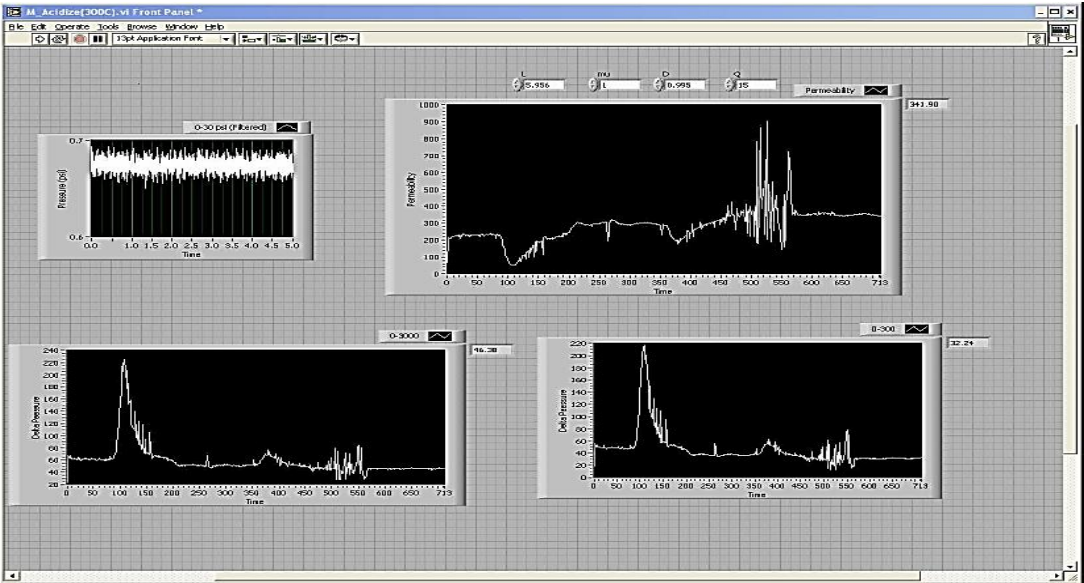 M_Acidize(300C).vi Front Panel *
File Edit Operate Tools Browse Window Help
13pt Application Font
L mu D Q
5.956 1 0.995 15
Permeability
341.90
1000
900
800
700
600
500
400
300
200
100
0
Permeability
0 50 100 150 200 250 300 350 400 450 500 550 600 650 713
Time
0-30 psi (Filtered)
0.7
0.6
Pressure (psi)
0.0 1.0 1.5 2.0 2.5 3.0 3.5 4.0 4.5 5.0
Time
0-3000
46.38
240
220
200
180
160
140
120
100
80
60
40
20
Delta Pressure
0 50 100 150 200 250 300 350 400 450 500 550 600 650 713
Time
0-300
32.24
220
200
180
160
140
120
100
80
60
40
20
0
Delta Pressure
0 50 100 150 200 250 300 350 400 450 500 550 600 650 713
Time